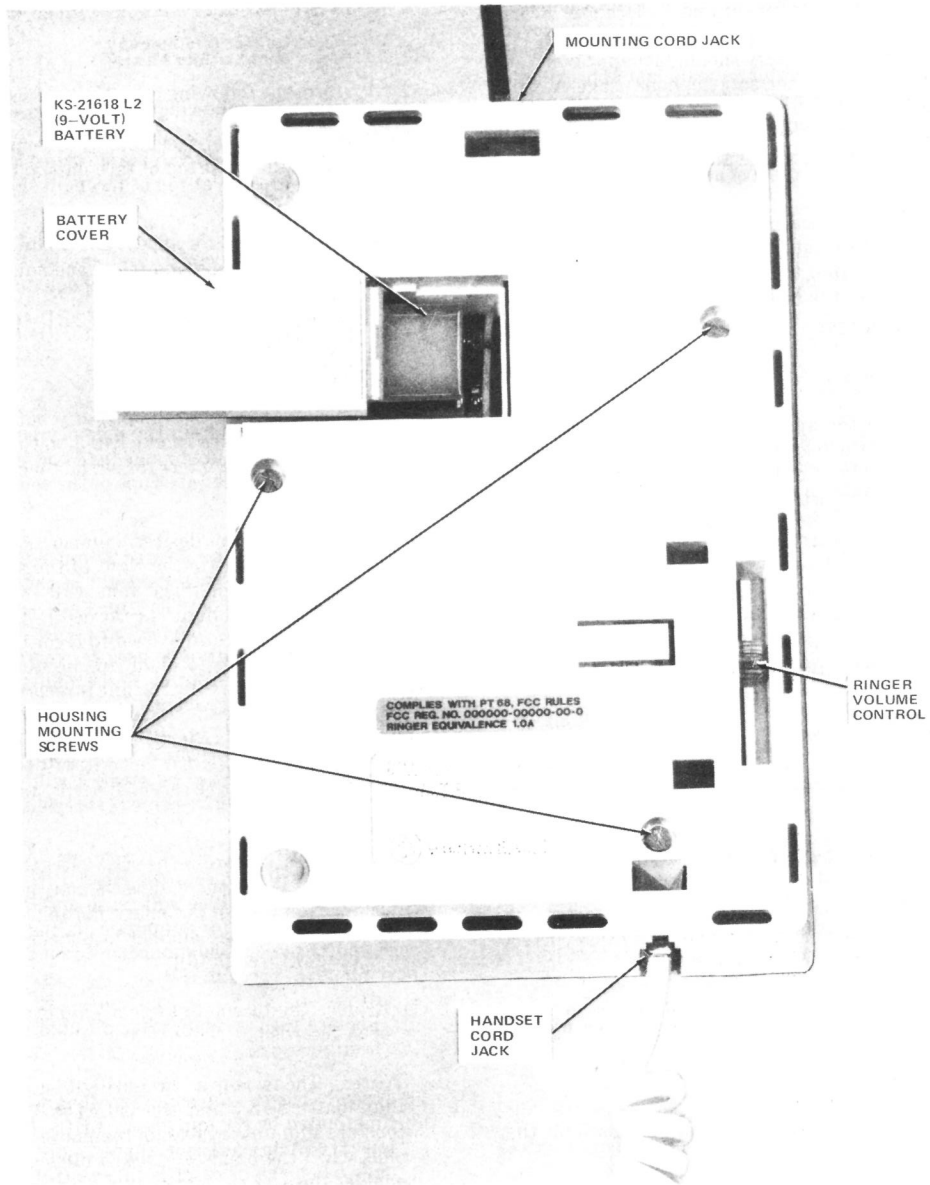 MOUNTING CORD JACK
KS-21618 L2
(9-VOLT)
BATTERY
BATTERY
COVER
HOUSING
MOUNTING
SCREWS
COMPLIES WITH PT 68, FCC RULES
FCC REG. NO. 000000-00000-00-0
RINGER EQUIVALENCE 1.0A
RINGER
VOLUME
CONTROL
HANDSET
CORD
JACK